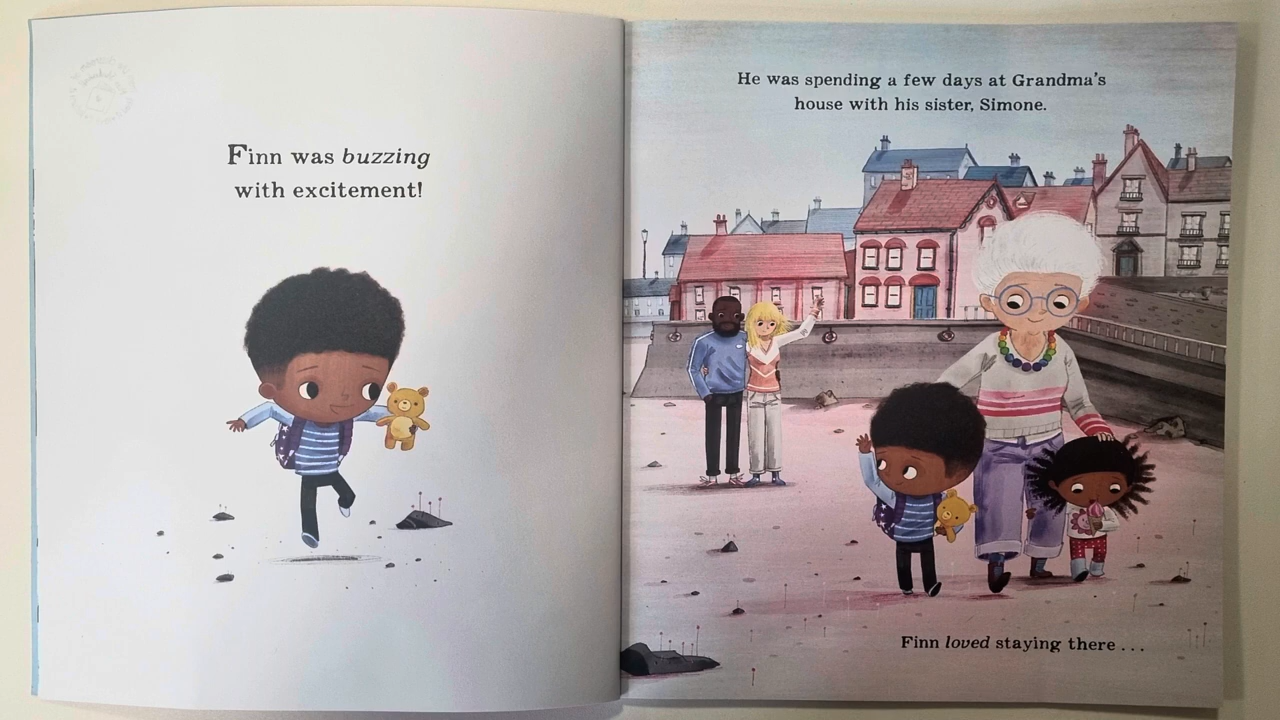 Finn was buzzing
with excitement!
He was spending a few days at Grandma's
house with his sister, Simone.
Finn loved staying there . . .